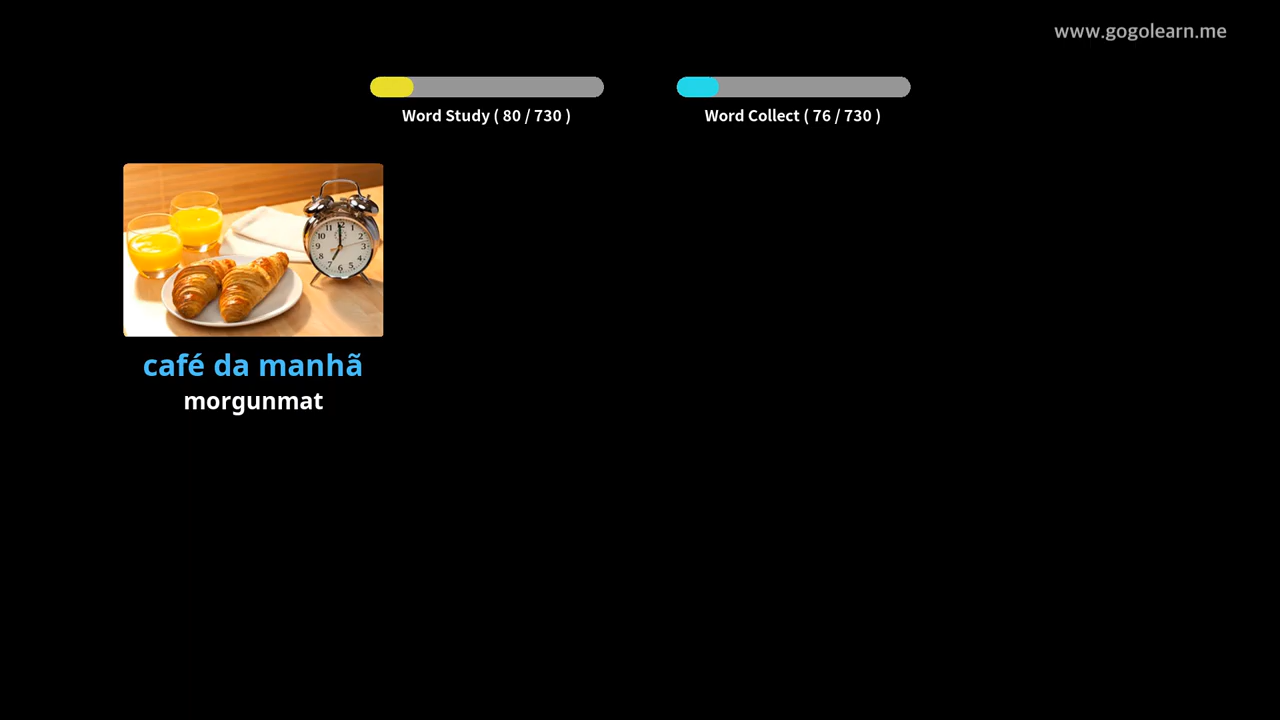 www.gogolearn.me
Word Study ( 80 / 730 )
Word Collect ( 76 / 730 )
café da manhã
morgunmat